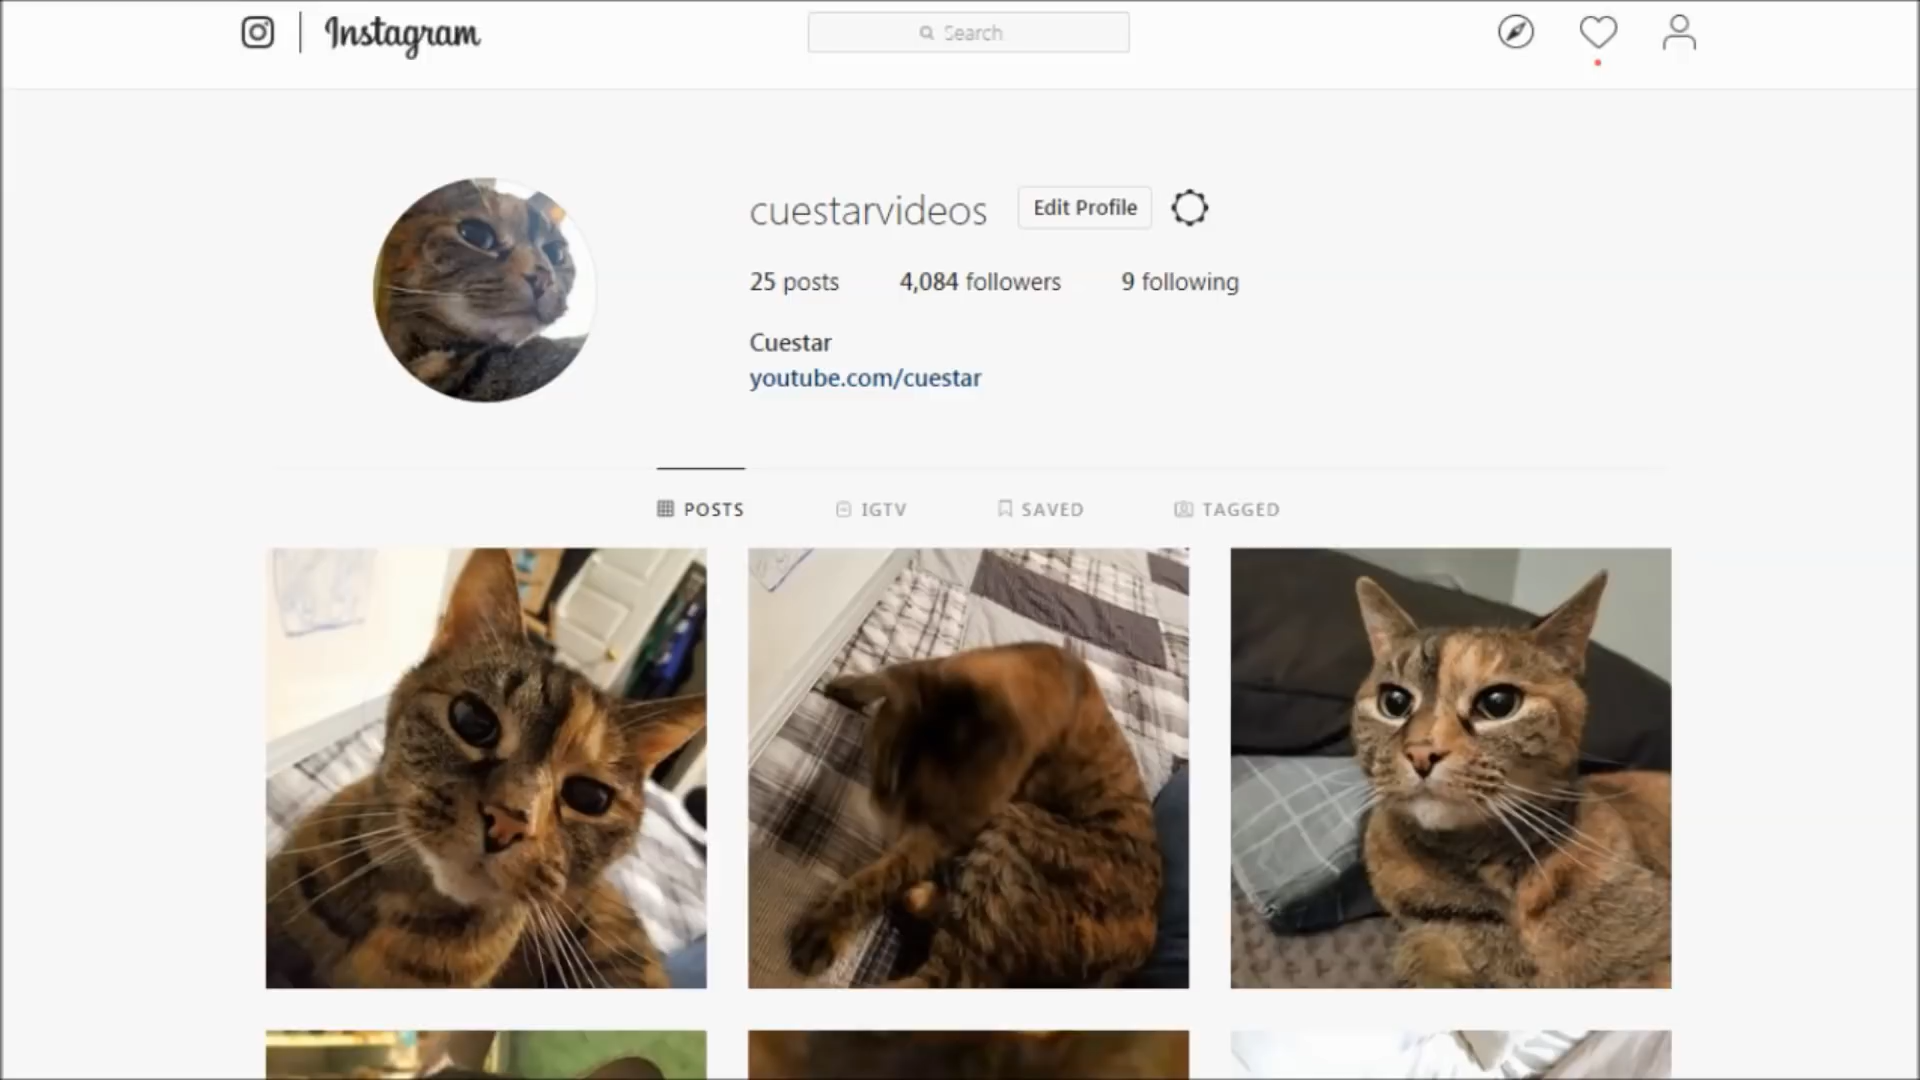 Instagram
Search
cuestarvideos Edit Profile
25 posts 4,084 followers 9 following
Cuestar
youtube.com/cuestar
POSTS IGTV SAVED TAGGED